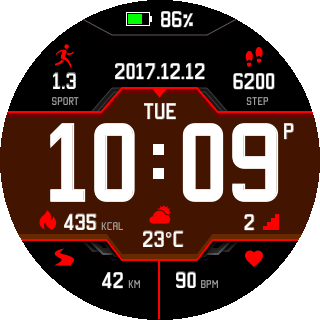 86%
2017.12.12
1.3
SPORT
6200
STEP
TUE
10:09 P
435 KCAL
2
23°C
42 KM
90 BPM